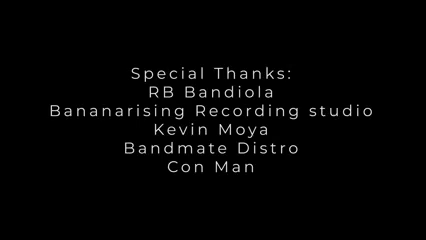 Special Thanks:
RB Bandiola
Bananarising Recording studio
Kevin Moya
Bandmate Distro
Con Man